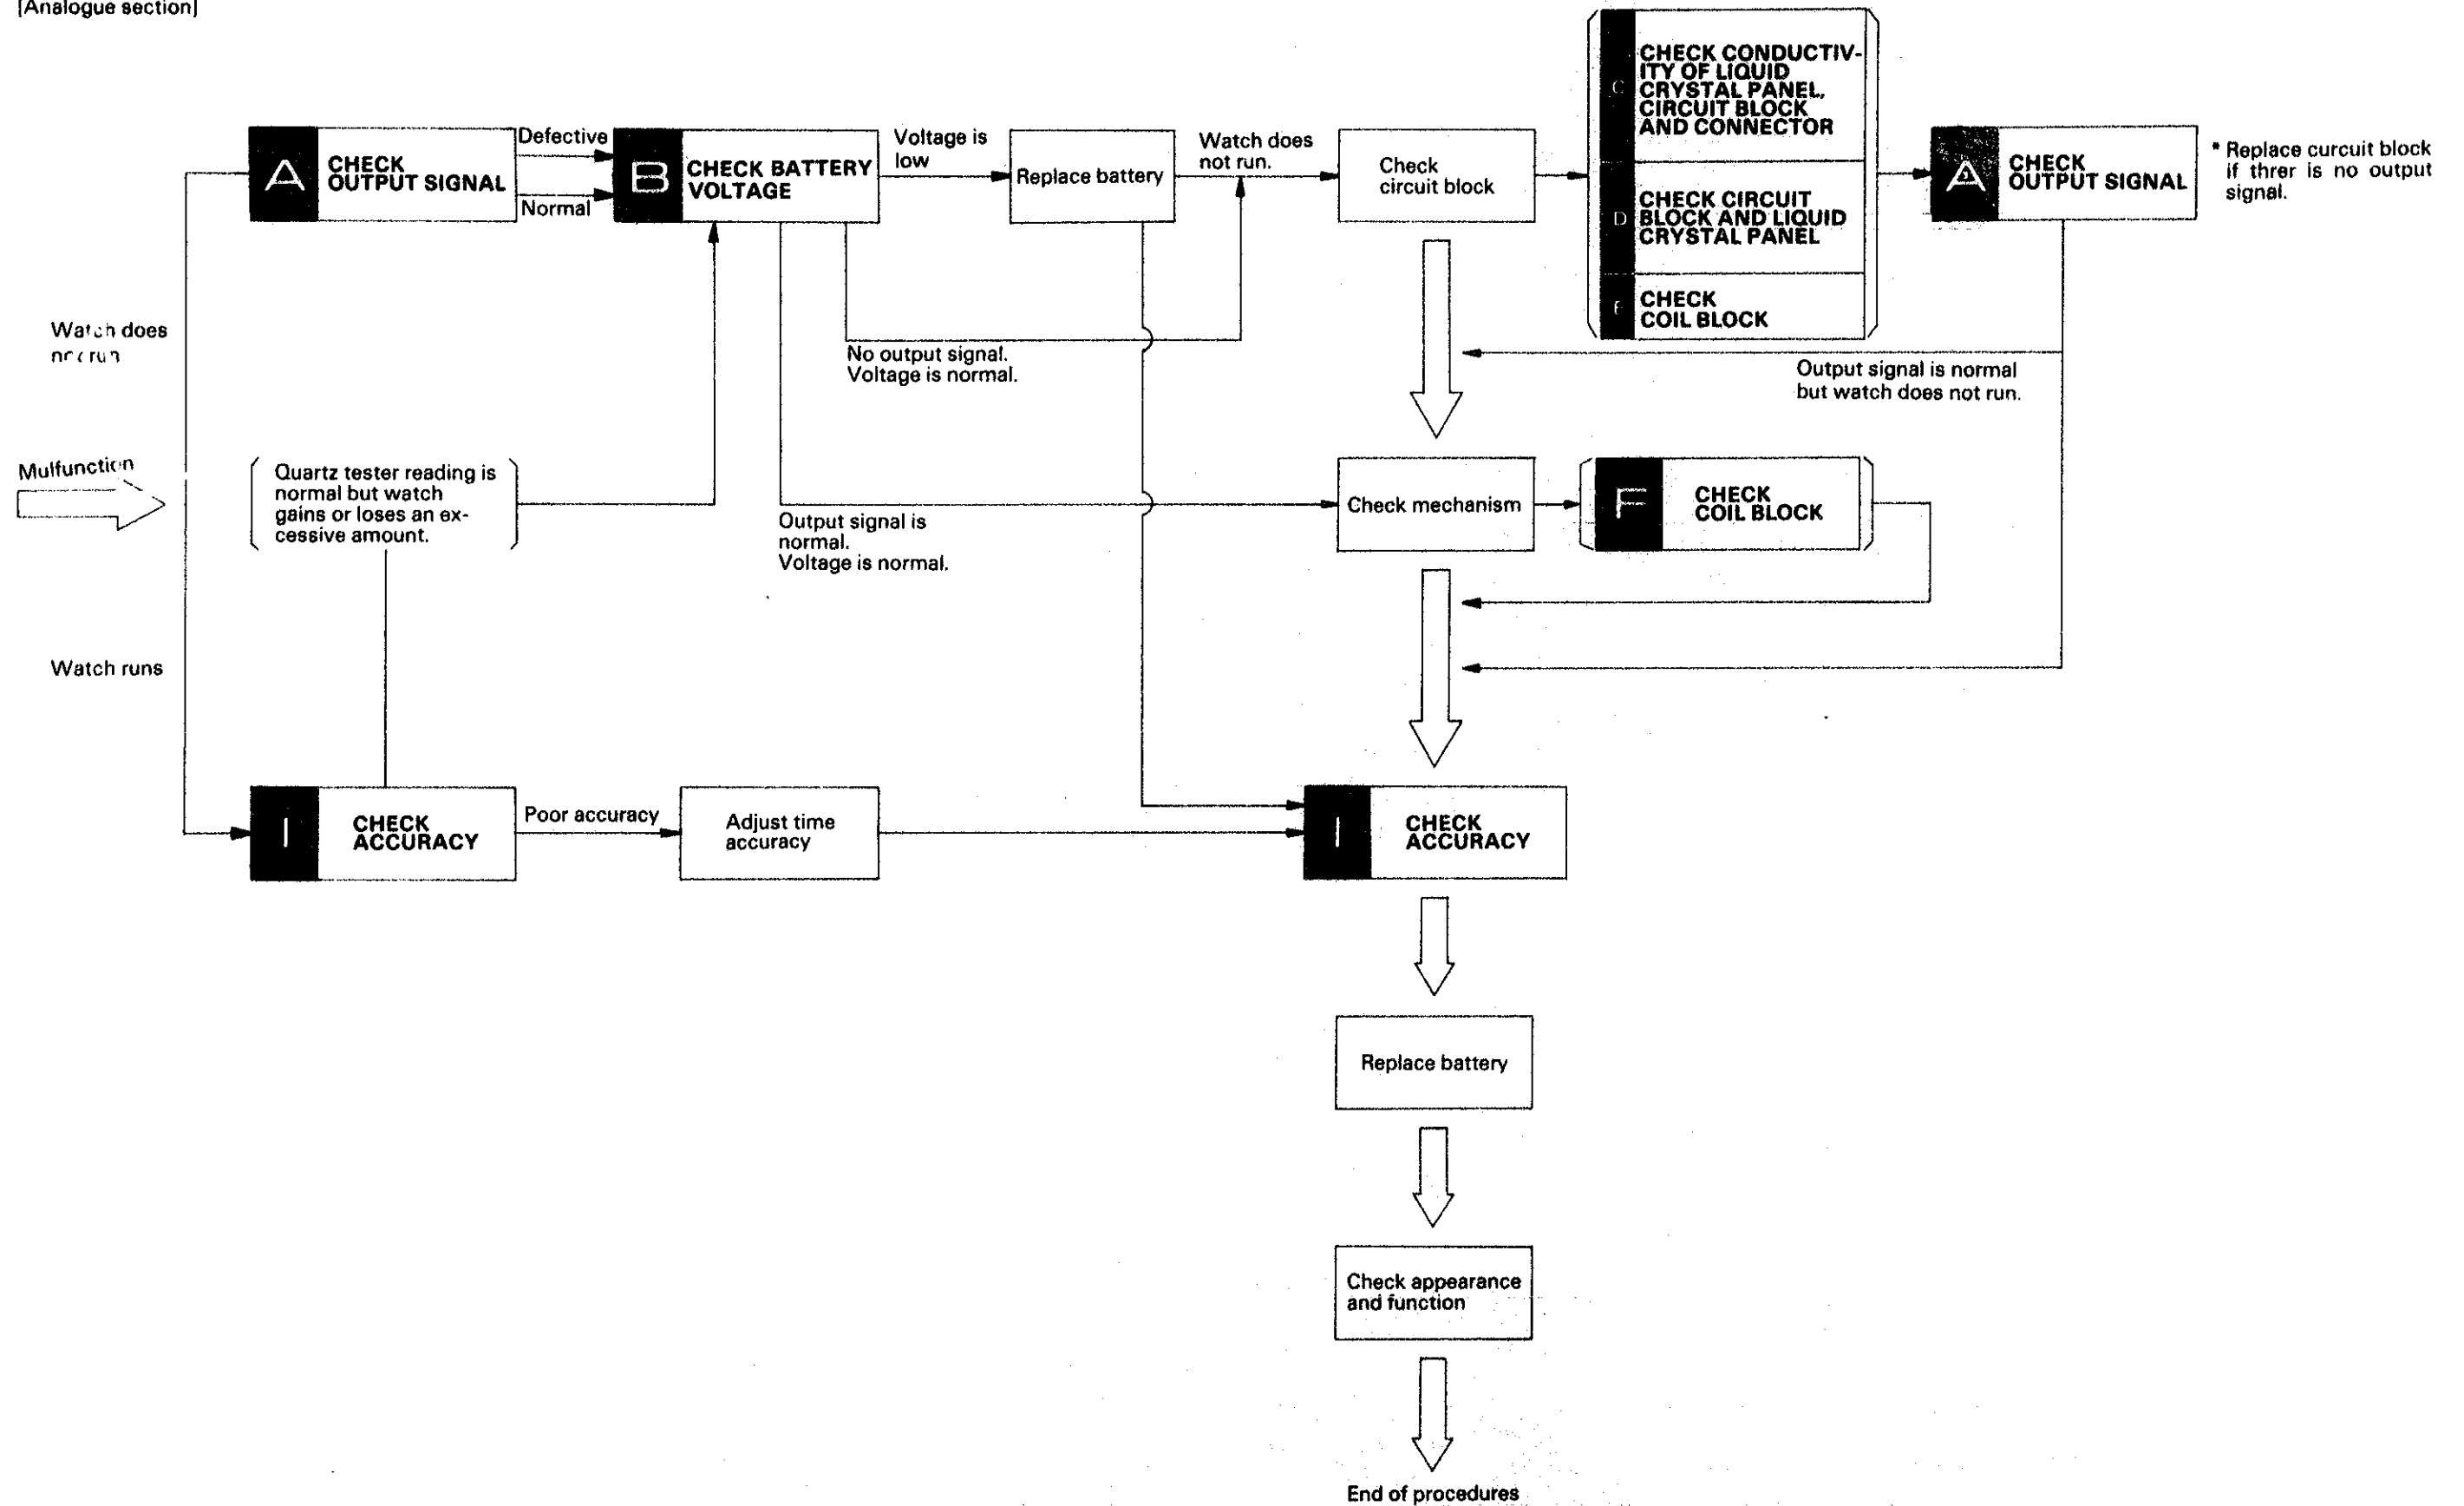 [Analogue section]
A
CHECK
OUTPUT SIGNAL
Defective
Normal
B
CHECK BATTERY
VOLTAGE
Voltage is
low
Replace battery
Watch does
not run.
Check
circuit block
C
CHECK CONDUCTIV-
ITY OF LIQUID
CRYSTAL PANEL,
CIRCUIT BLOCK
AND CONNECTOR
D
CHECK CIRCUIT
BLOCK AND LIQUID
CRYSTAL PANEL
CHECK
COIL BLOCK
A
CHECK
OUTPUT SIGNAL
* Replace curcuit block
if threr is no output
signal.
Watch does
not run
No output signal.
Voltage is normal.
Output signal is normal
but watch does not run.
Mulfunction
Quartz tester reading is
normal but watch
gains or loses an ex-
cessive amount.
Output signal is
normal.
Voltage is normal.
Check mechanism
F
CHECK
COIL BLOCK
Watch runs
I
CHECK
ACCURACY
Poor accuracy
Adjust time
accuracy
I
CHECK
ACCURACY
Replace battery
Check appearance
and function
End of procedures